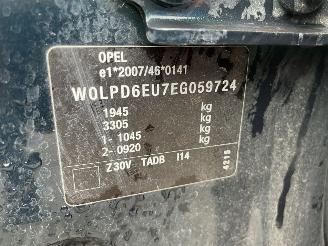 OPEL
e1*2007/46*0141
W0LPD6EU7EG059724
1945 kg
3305 kg
1- 1045 kg
2- 0920 kg
Z30V TADB I14
4215